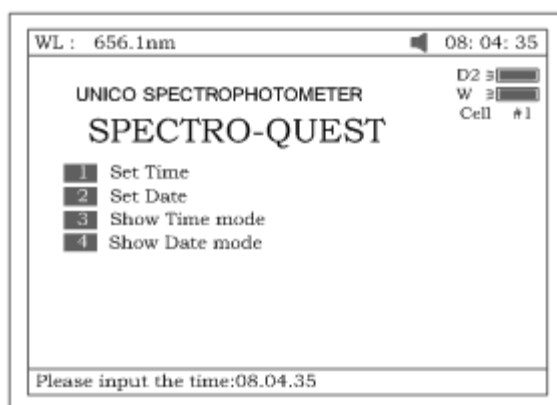 WL : 656.1nm 08: 04: 35
D2
W
Cell #1
UNICO SPECTROPHOTOMETER
SPECTRO-QUEST
1 Set Time
2 Set Date
3 Show Time mode
4 Show Date mode
Please input the time:08.04.35